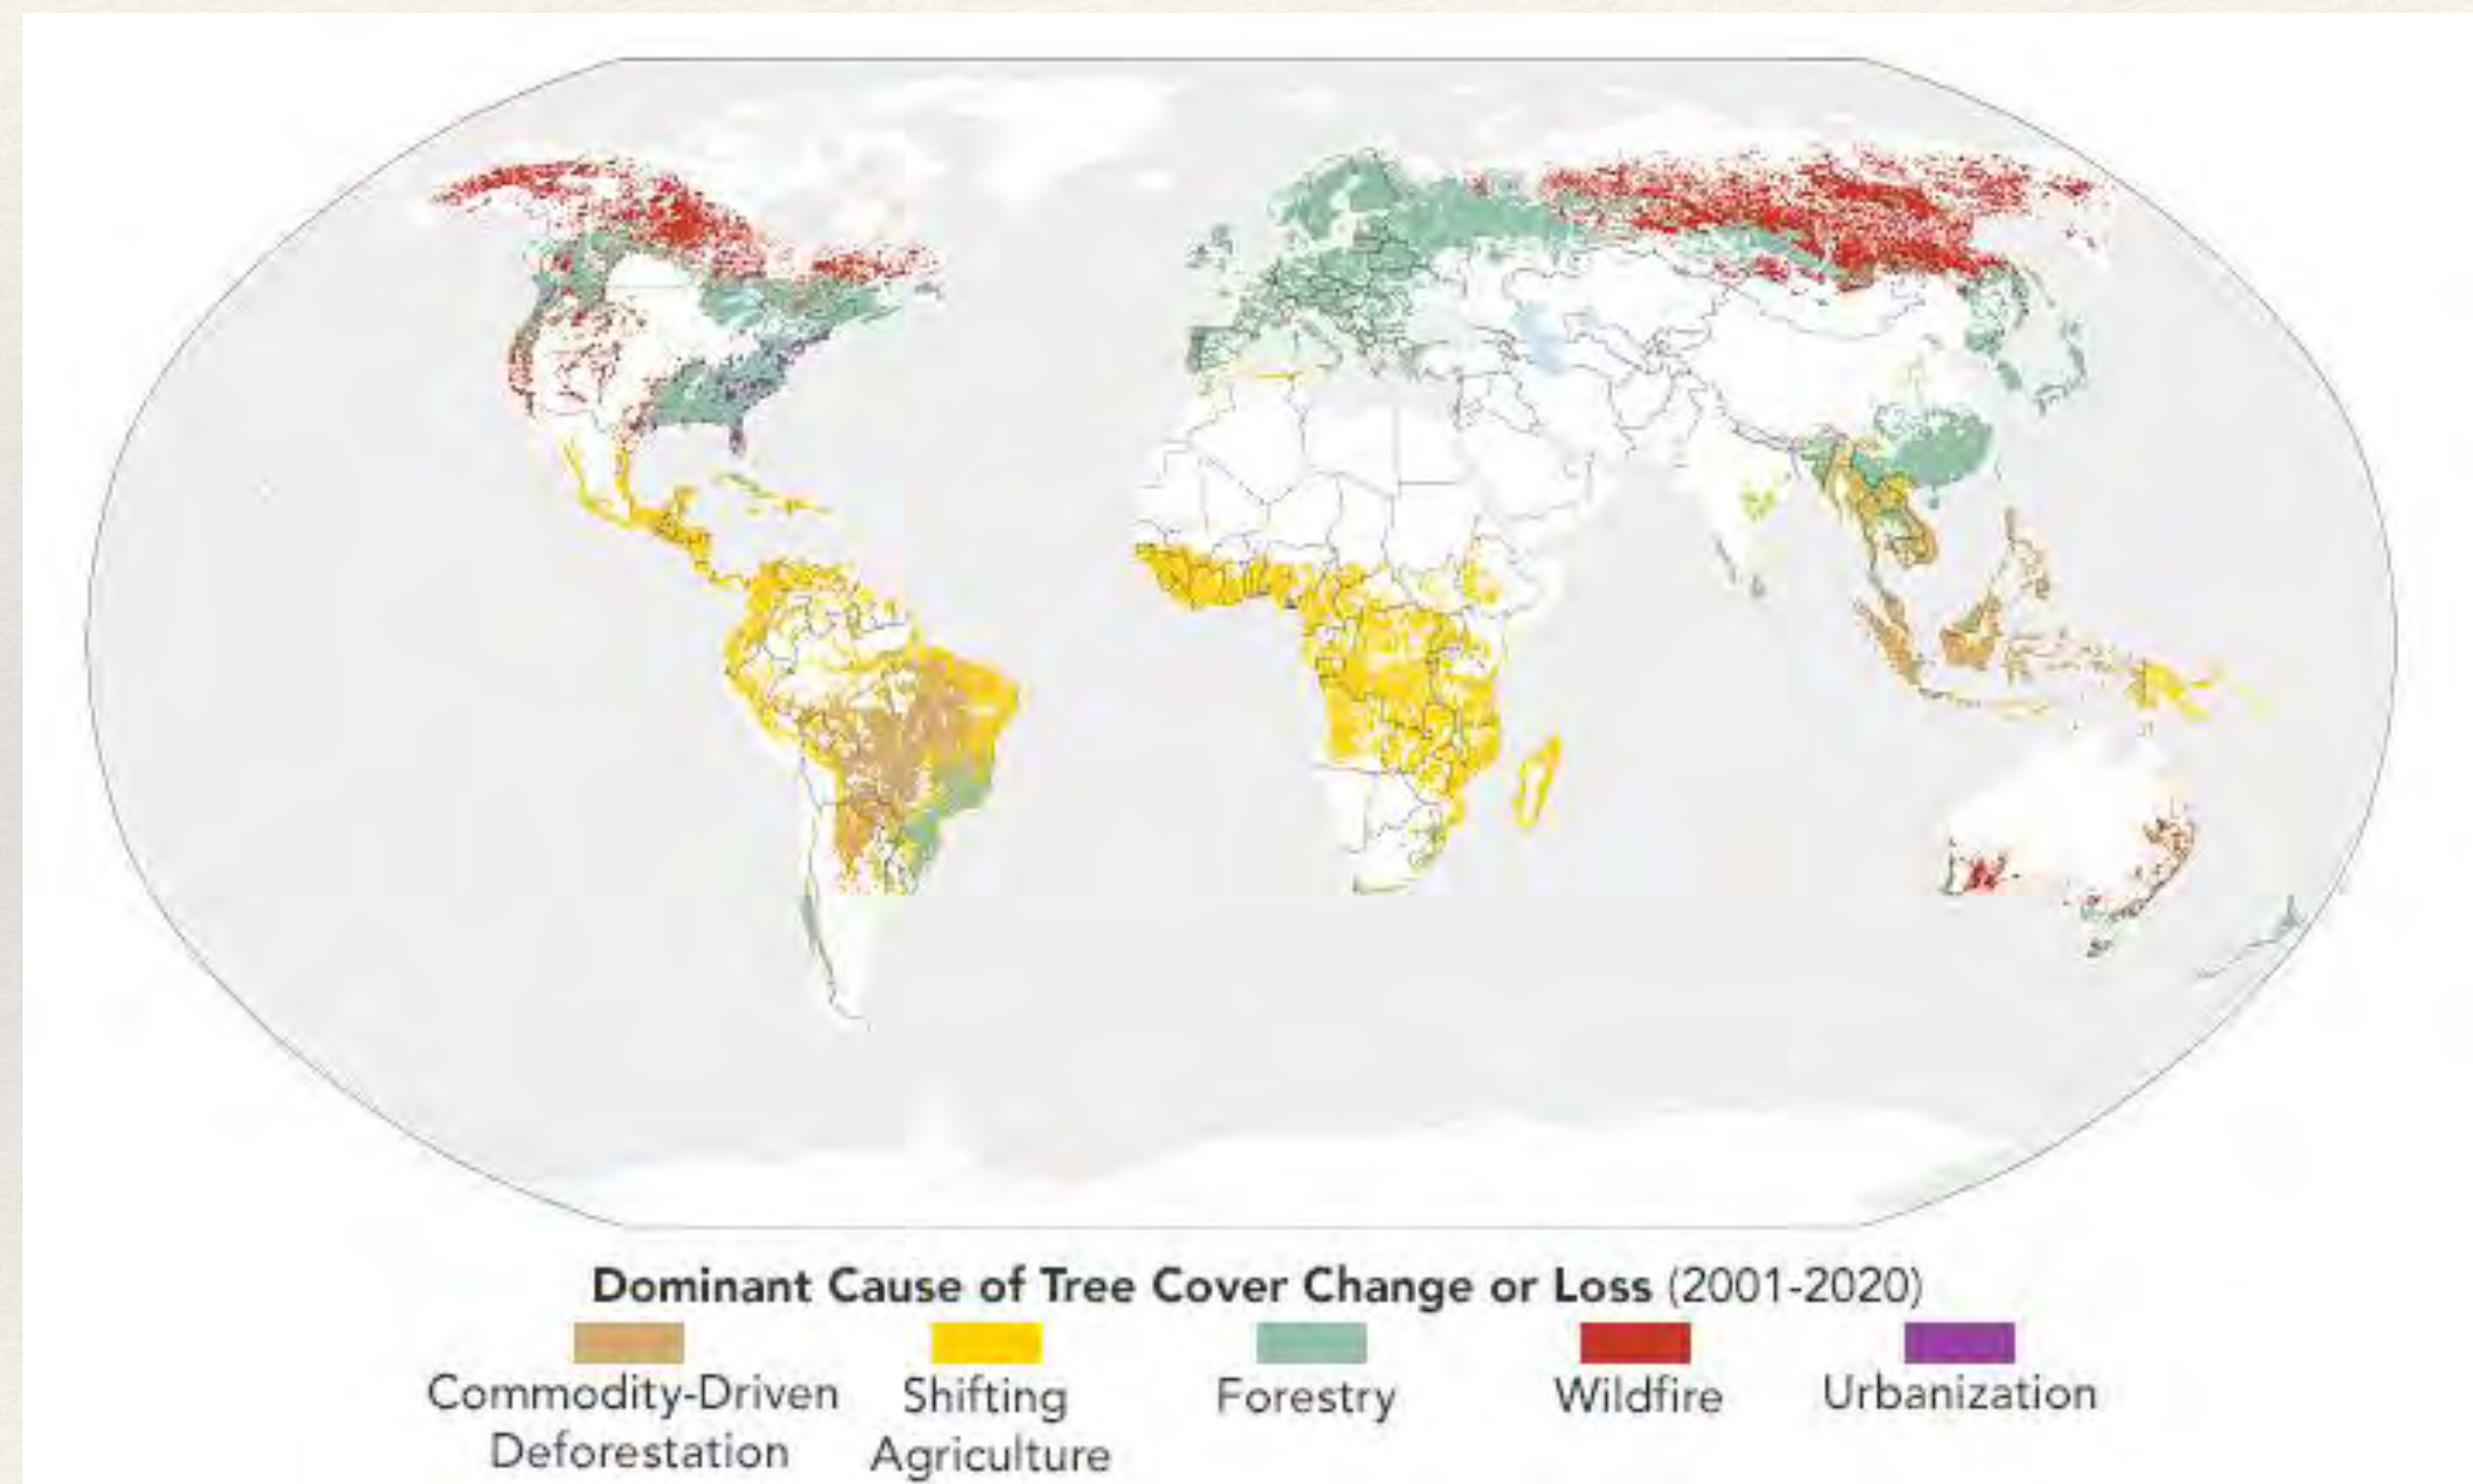 Dominant Cause of Tree Cover Change or Loss (2001-2020)
Commodity-Driven
Deforestation
Shifting
Agriculture
Forestry
Wildfire
Urbanization